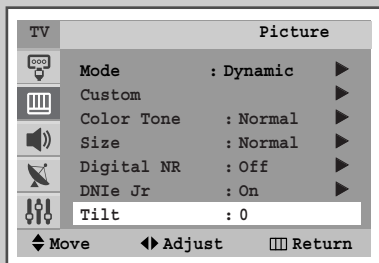 TV Picture
Mode : Dynamic
Custom
Color Tone : Normal
Size : Normal
Digital NR : Off
DNIe Jr : On
Tilt : 0
Move Adjust Return